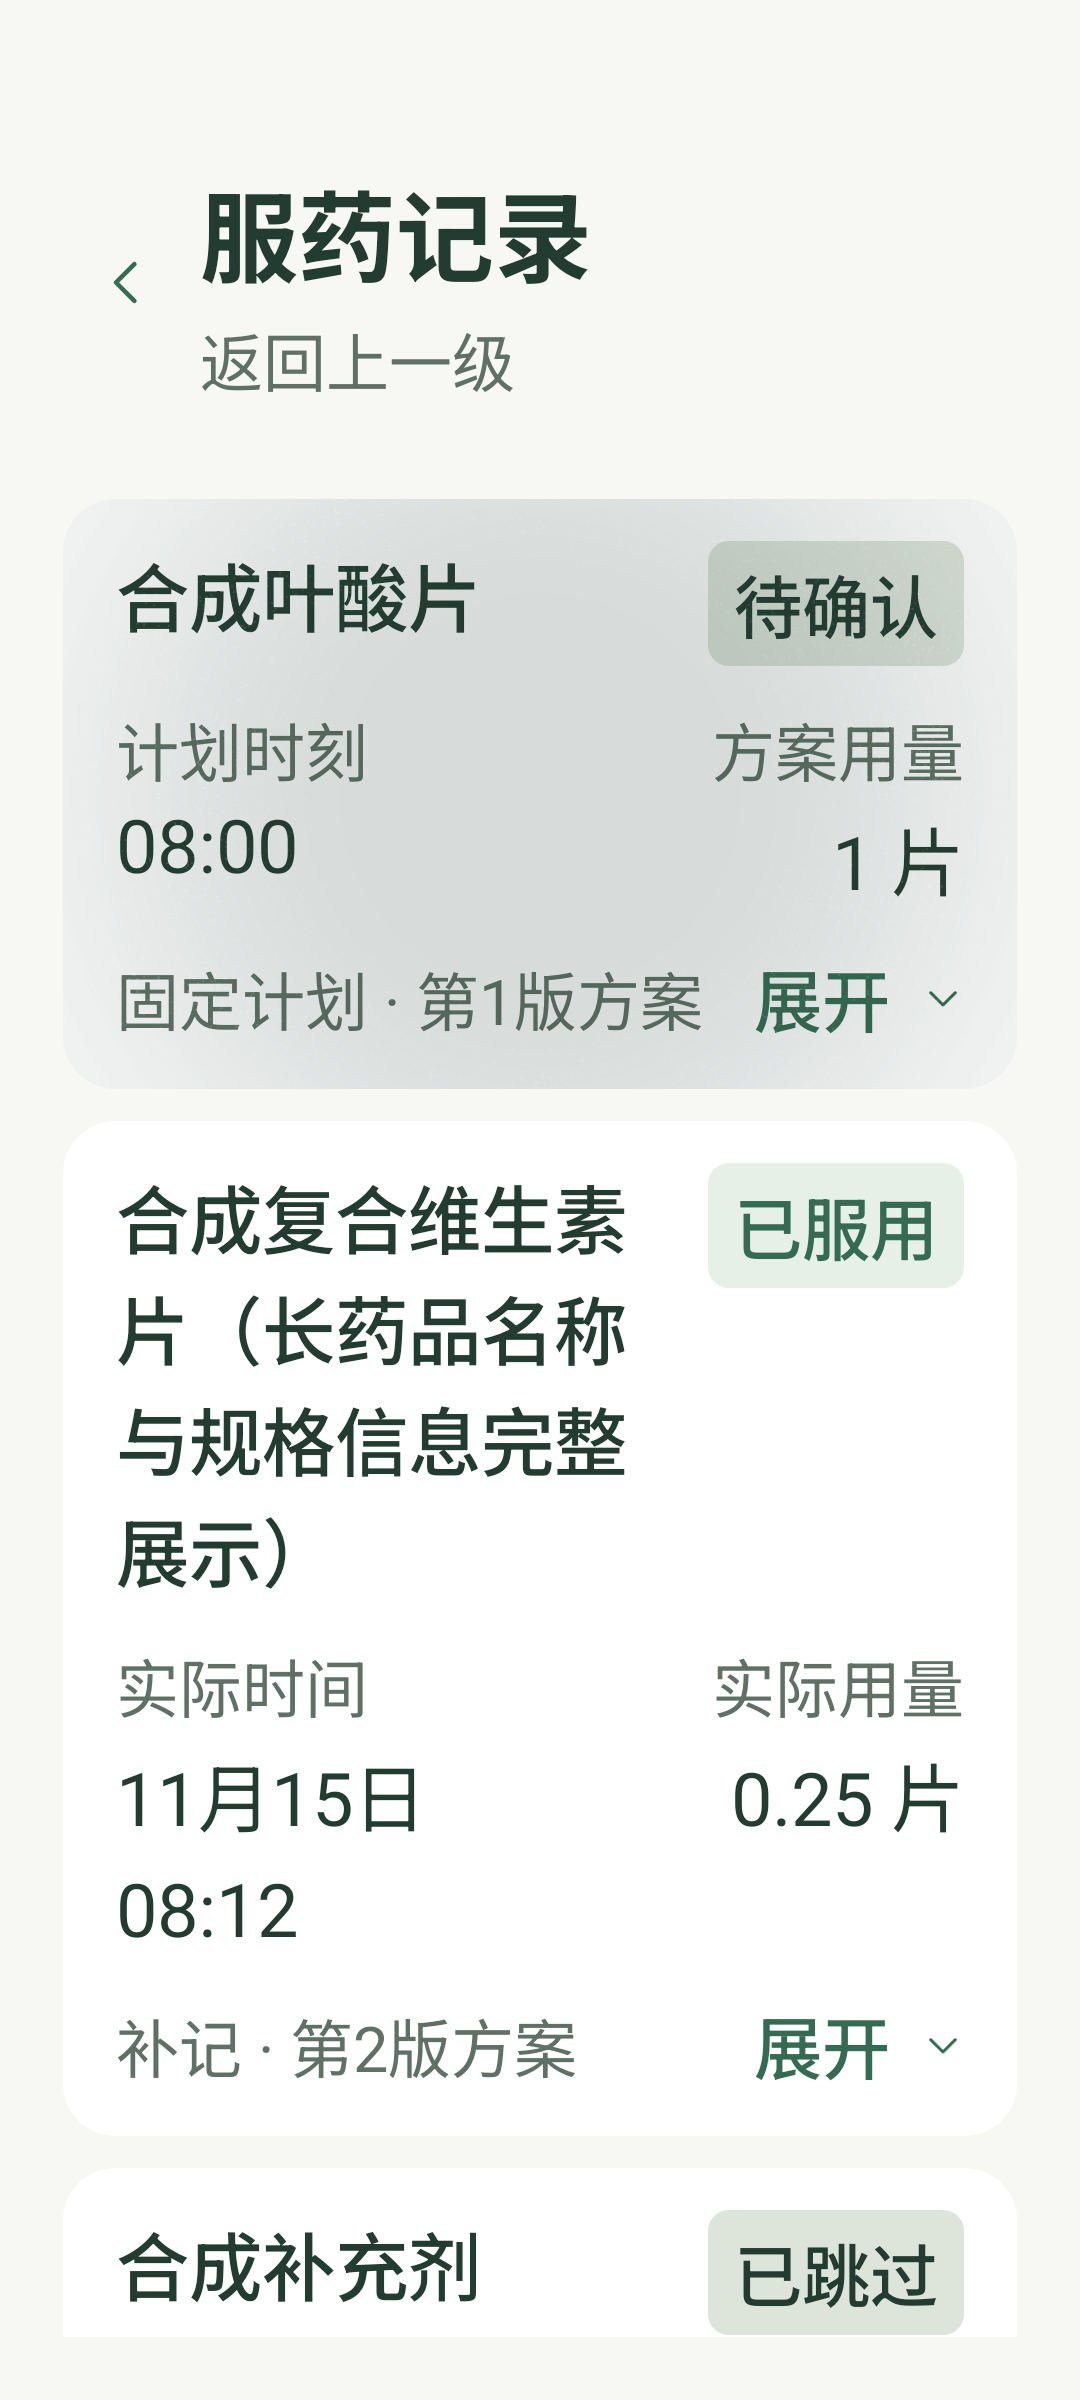 服药记录
返回上一级
合成叶酸片
待确认
计划时刻
方案用量
08:00
1 片
固定计划 · 第1版方案
展开
合成复合维生素
已服用
片（长药品名称
与规格信息完整
展示）
实际时间
实际用量
11月15日
0.25 片
08:12
补记 · 第2版方案
展开
合成补充剂
已跳过